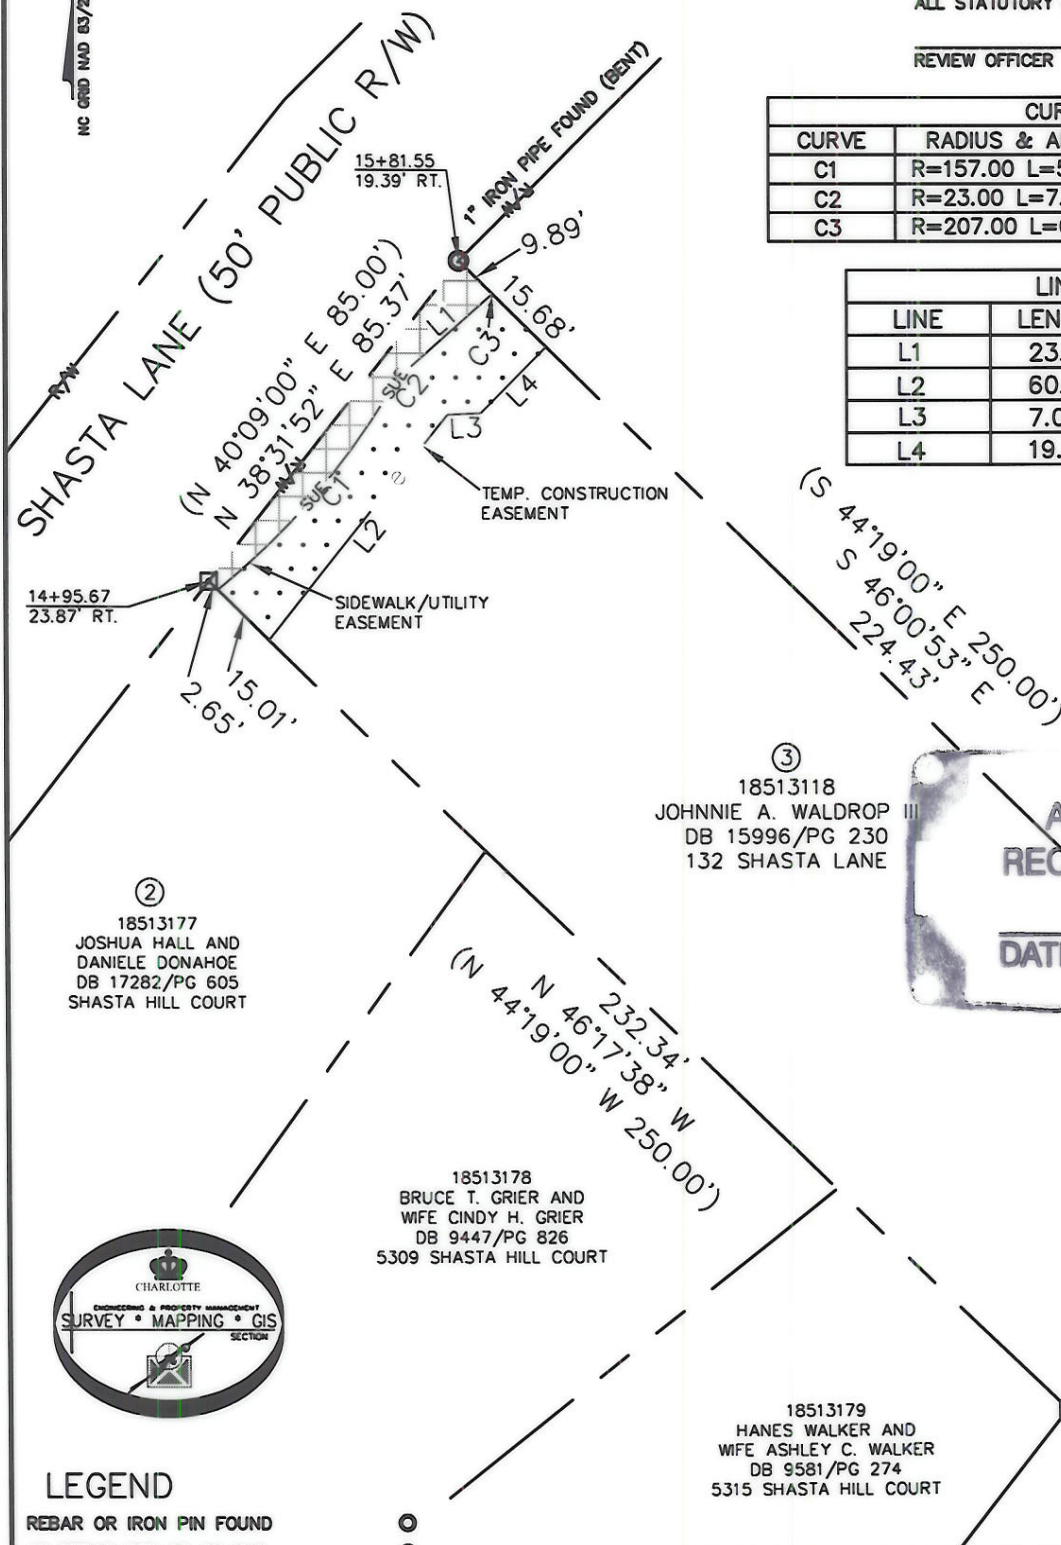 ALL STATUTORY
REVIEW OFFICER
NC GRID NAD 83/2
SHASTA LANE (50' PUBLIC R/W)
R/W
1" IRON PIPE FOUND (BENT)
N/W
15+81.55
19.39' RT.
9.89'
15.68'
CURVE
RADIUS & A
C1
R=157.00 L=5
C2
R=23.00 L=7.
C3
R=207.00 L=
LINE
LEN
L1
23.
L2
60.
L3
7.0
L4
19.
(N 40°09'00" E 85.00')
N 38°31'52" E 85.37'
L1
C3
SUE
C2
L4
L3
SUE
C1
L2
TEMP. CONSTRUCTION
EASEMENT
14+95.67
23.87' RT.
SIDEWALK/UTILITY
EASEMENT
15.01'
2.65'
(S 44°19'00" E 250.00')
S 46°00'53" E
224.43'
3
18513118
JOHNNIE A. WALDROP III
DB 15996/PG 230
132 SHASTA LANE
REC
DAT
2
18513177
JOSHUA HALL AND
DANIELE DONAHOE
DB 17282/PG 605
SHASTA HILL COURT
232.34'
N 46°17'38" W
(N 44°19'00" W 250.00')
18513178
BRUCE T. GRIER AND
WIFE CINDY H. GRIER
DB 9447/PG 826
5309 SHASTA HILL COURT
CHARLOTTE
ENGINEERING & PROPERTY MANAGEMENT
SURVEY * MAPPING * GIS
SECTION
18513179
HANES WALKER AND
WIFE ASHLEY C. WALKER
DB 9581/PG 274
5315 SHASTA HILL COURT
LEGEND
REBAR OR IRON PIN FOUND